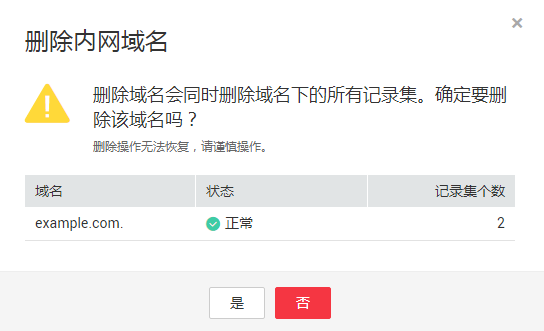 删除内网域名
删除域名会同时删除域名下的所有记录集。确定要删
除该域名吗？
删除操作无法恢复，请谨慎操作。
域名 状态 记录集个数
example.com. 正常 2
是 否